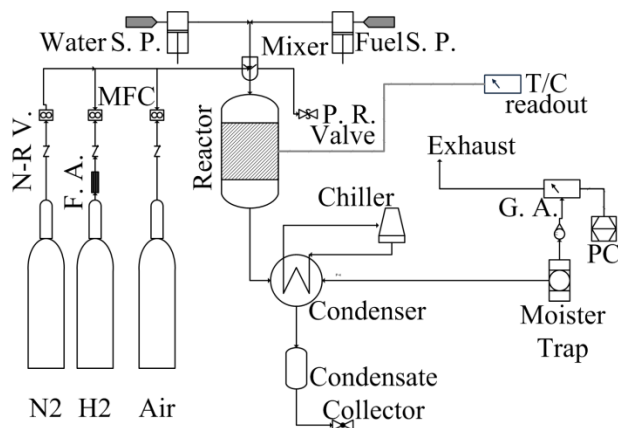 Water S. P.
Mixer
Fuel S. P.
MFC
P. R.
Valve
T/C
readout
N-R V.
F. A.
Reactor
Exhaust
Chiller
G. A.
PC
Condenser
Moister
Trap
Condensate
Collector
N2
H2
Air